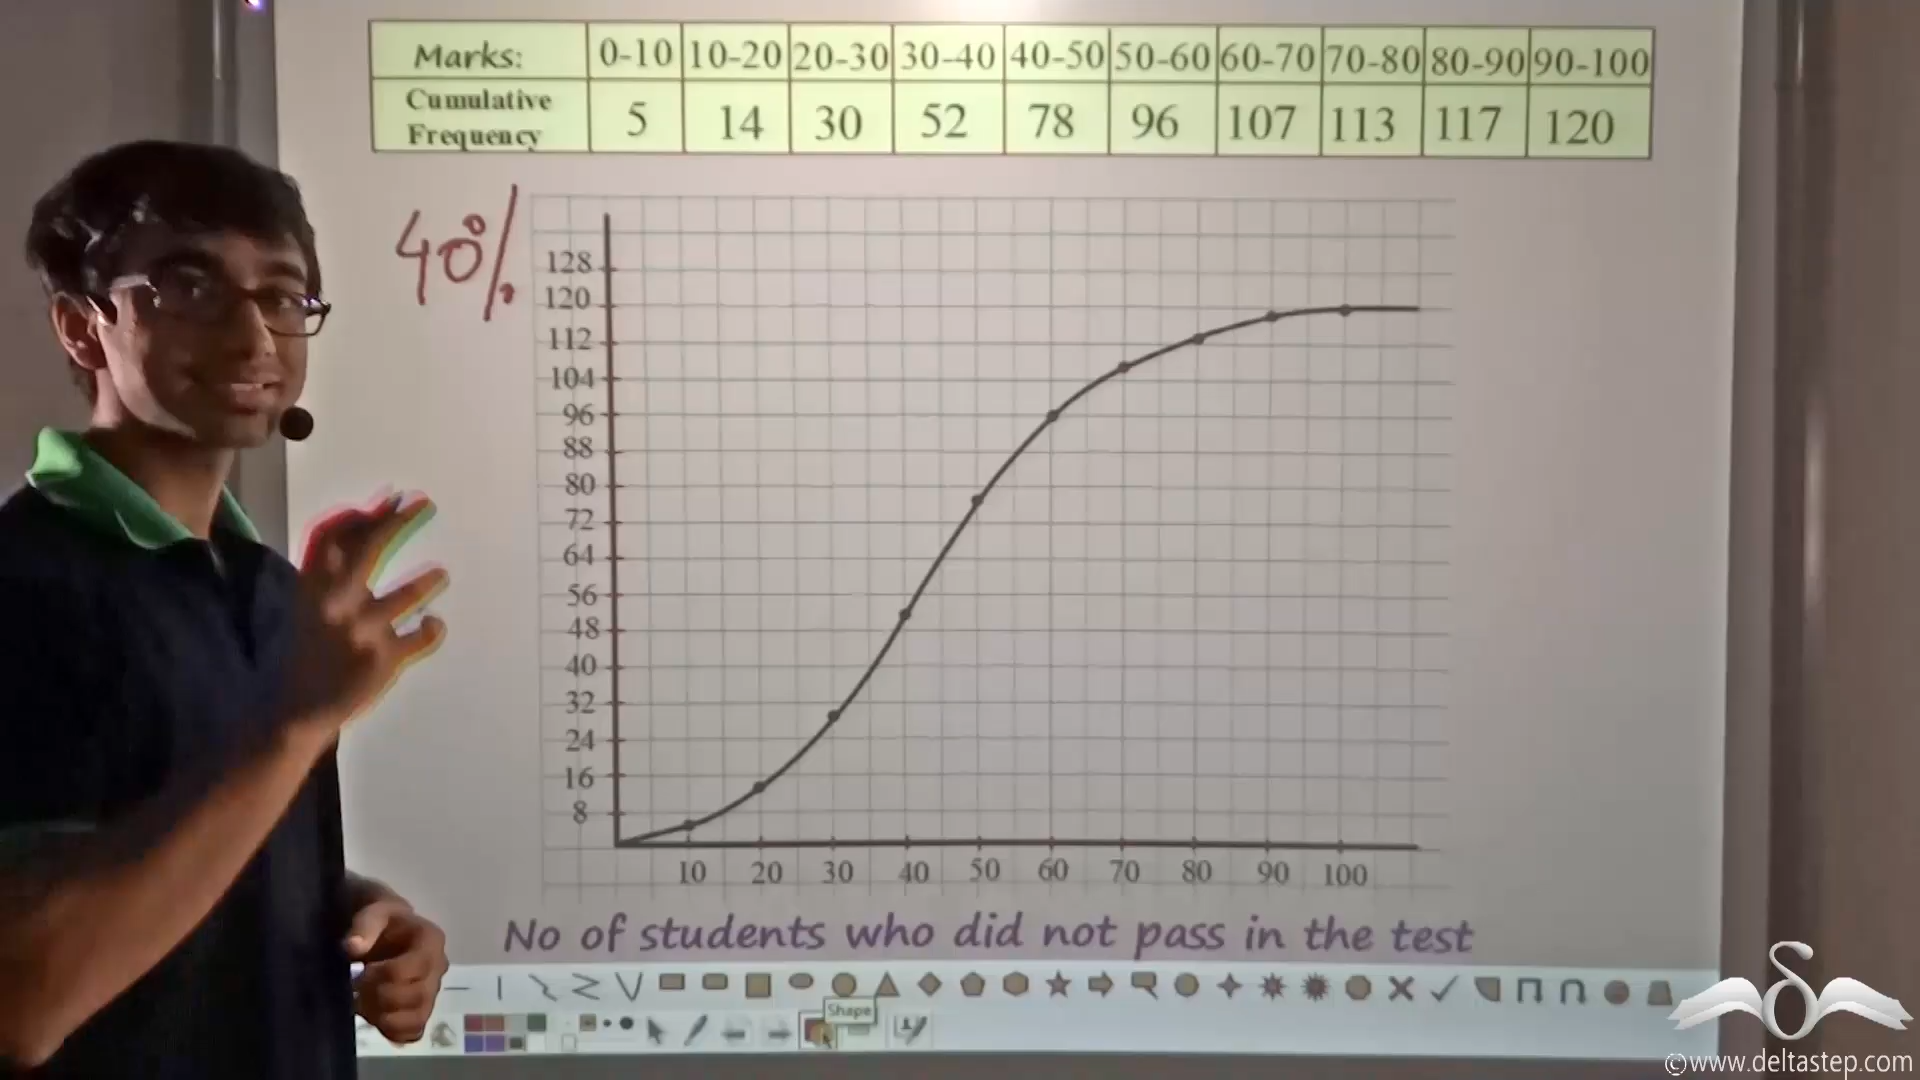 Marks: 0-10 10-20 20-30 30-40 40-50 50-60 60-70 70-80 80-90 90-100
Cumulative Frequency 5 14 30 52 78 96 107 113 117 120
40%
128
120
112
104
96
88
80
72
64
56
48
40
32
24
16
8
10 20 30 40 50 60 70 80 90 100
No of students who did not pass in the test
Shape
©www.deltastep.com